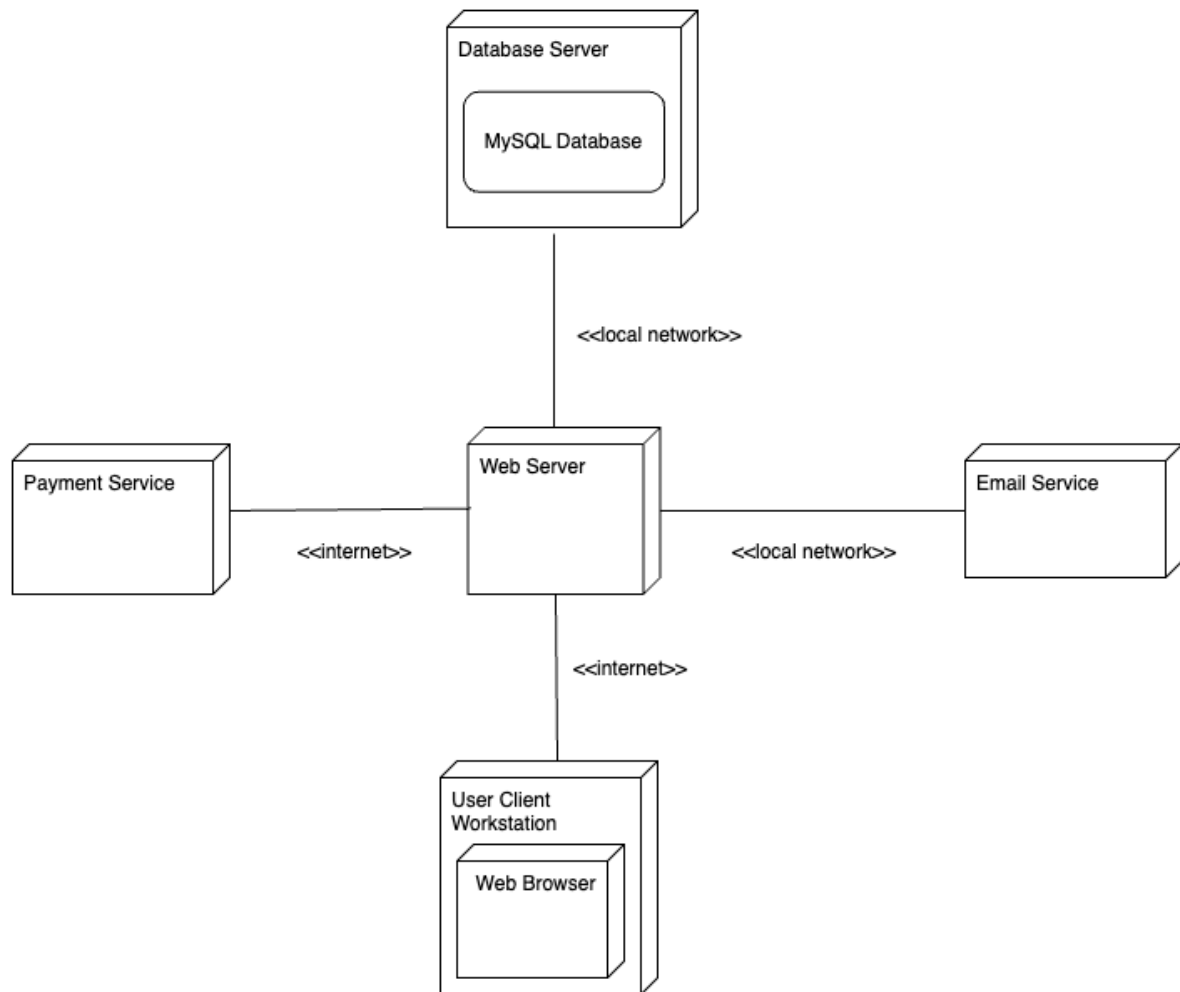 Database Server
MySQL Database
<<local network>>
Payment Service
Web Server
Email Service
<<internet>>
<<local network>>
<<internet>>
User Client
Workstation
Web Browser